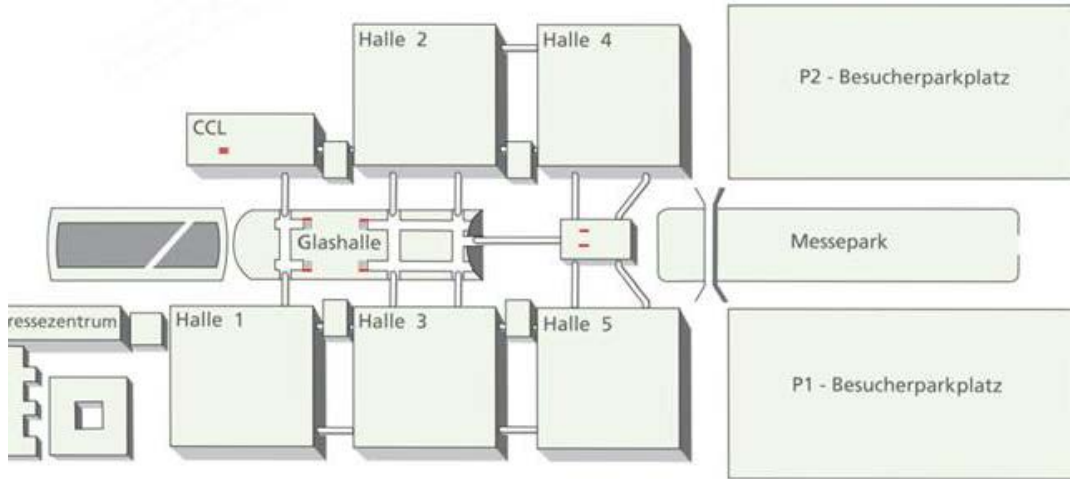 Halle 2
Halle 4
P2 - Besucherparkplatz
CCL
Glashalle
Messepark
ressezentrum
Halle 1
Halle 3
Halle 5
P1 - Besucherparkplatz